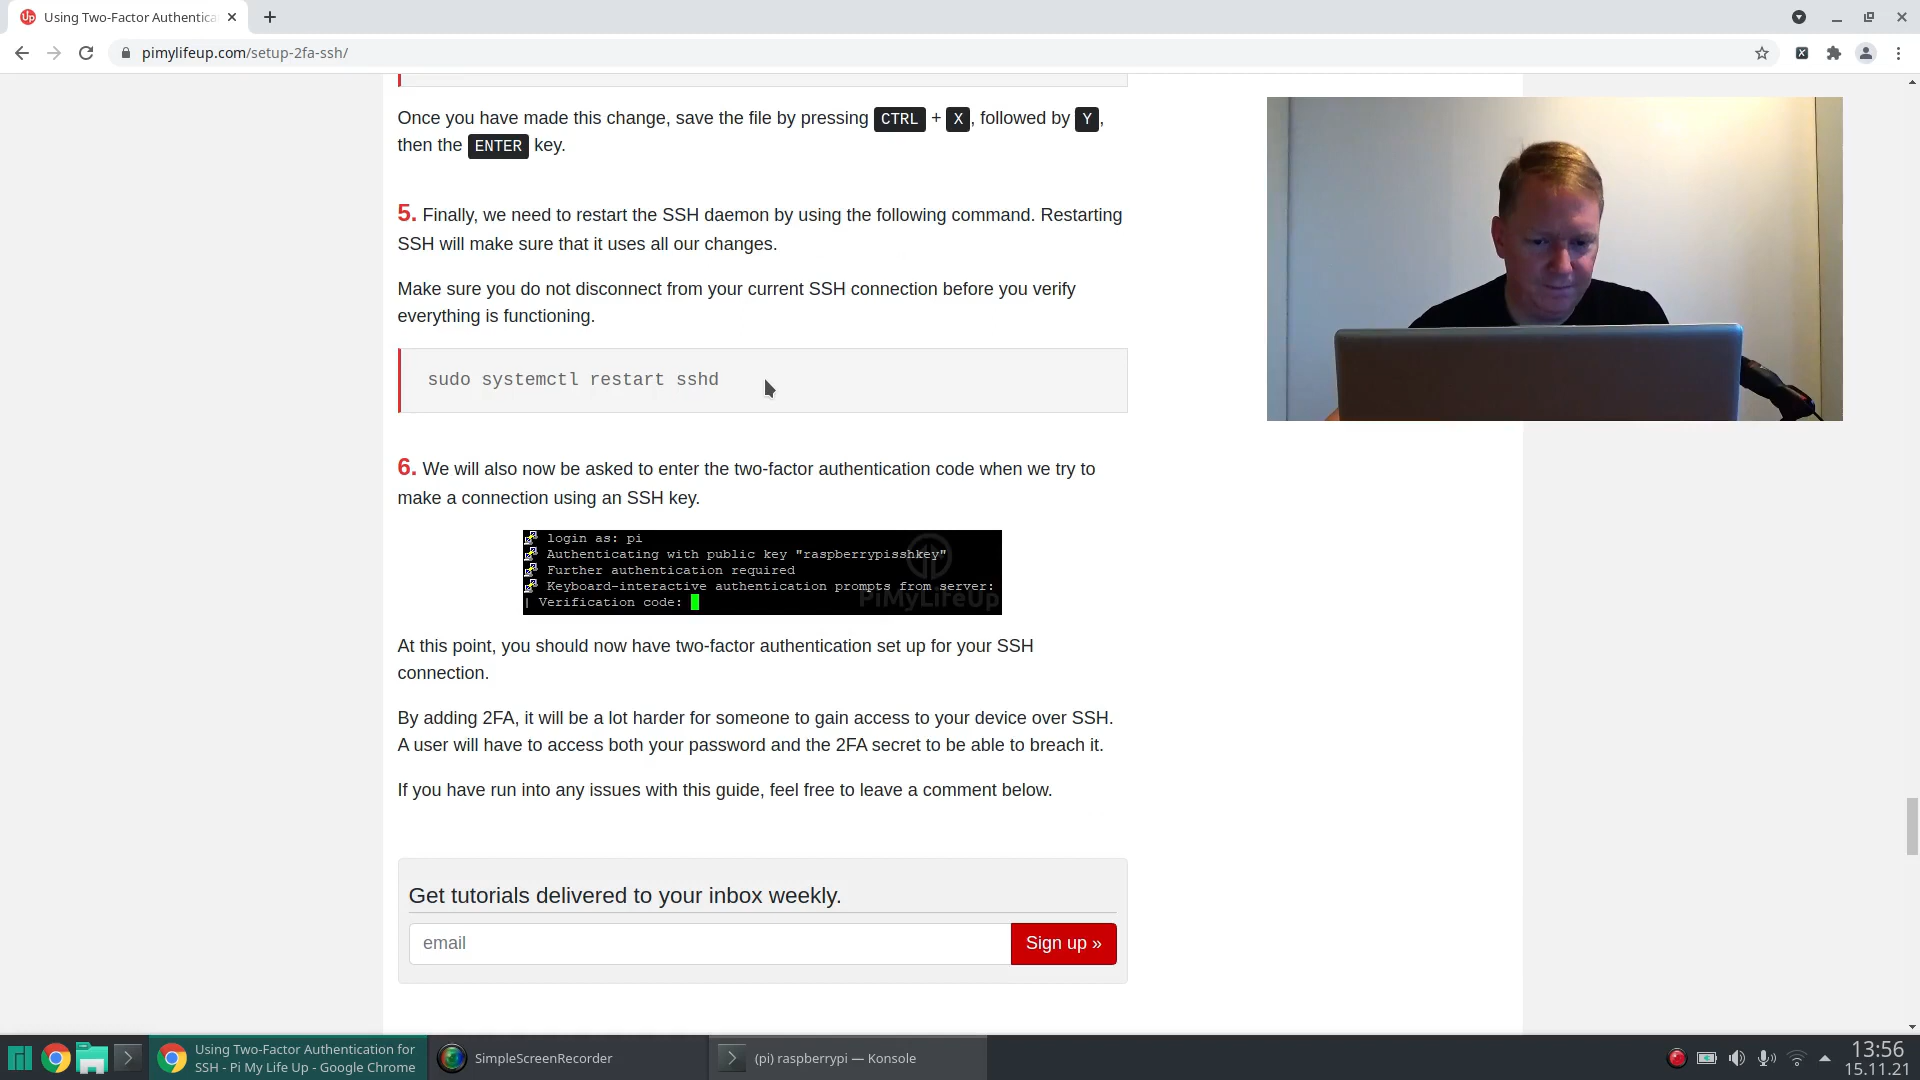 Using Two-Factor Authentica
pimylifeup.com/setup-2fa-ssh/
Once you have made this change, save the file by pressing CTRL + X, followed by Y,
then the ENTER key.
5. Finally, we need to restart the SSH daemon by using the following command. Restarting
SSH will make sure that it uses all our changes.
Make sure you do not disconnect from your current SSH connection before you verify
everything is functioning.
sudo systemctl restart sshd
6. We will also now be asked to enter the two-factor authentication code when we try to
make a connection using an SSH key.
login as: pi
Authenticating with public key "raspberrypisshkey"
Further authentication required
Keyboard-interactive authentication prompts from server:
| Verification code:
PiMyLifeUp
At this point, you should now have two-factor authentication set up for your SSH
connection.
By adding 2FA, it will be a lot harder for someone to gain access to your device over SSH.
A user will have to access both your password and the 2FA secret to be able to breach it.
If you have run into any issues with this guide, feel free to leave a comment below.
Get tutorials delivered to your inbox weekly.
email
Sign up »
Using Two-Factor Authentication for
SSH - Pi My Life Up - Google Chrome
SimpleScreenRecorder
(pi) raspberrypi — Konsole
13:56
15.11.21